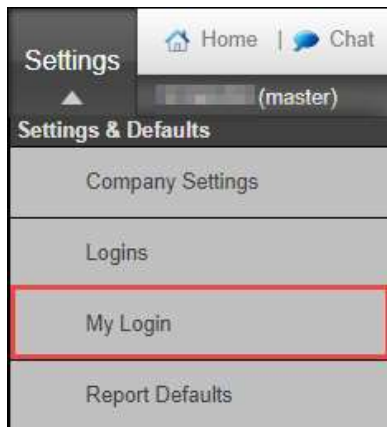 Settings
Home | Chat
(master)
Settings & Defaults
Company Settings
Logins
My Login
Report Defaults